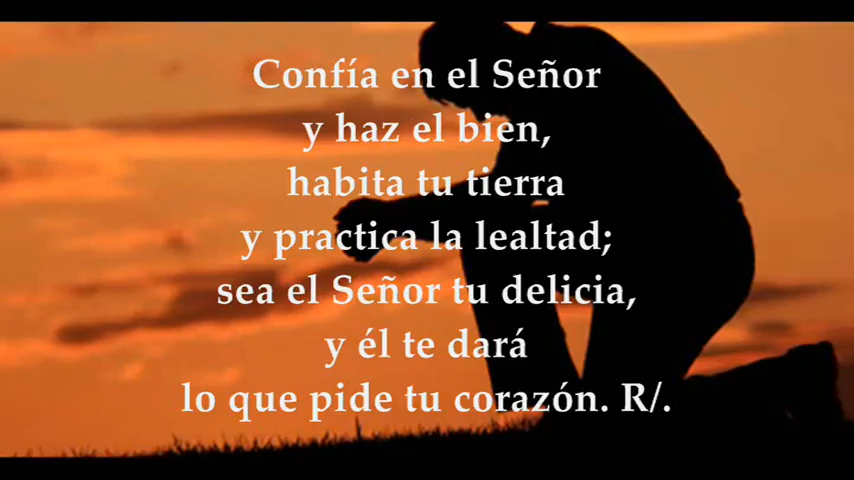 Confía en el Señor
y haz el bien,
habita tu tierra
y practica la lealtad;
sea el Señor tu delicia,
y él te dará
lo que pide tu corazón. R/.